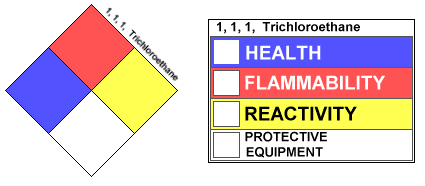 1, 1, 1, Trichloroethane
1, 1, 1, Trichloroethane
HEALTH
FLAMMABILITY
REACTIVITY
PROTECTIVE
EQUIPMENT